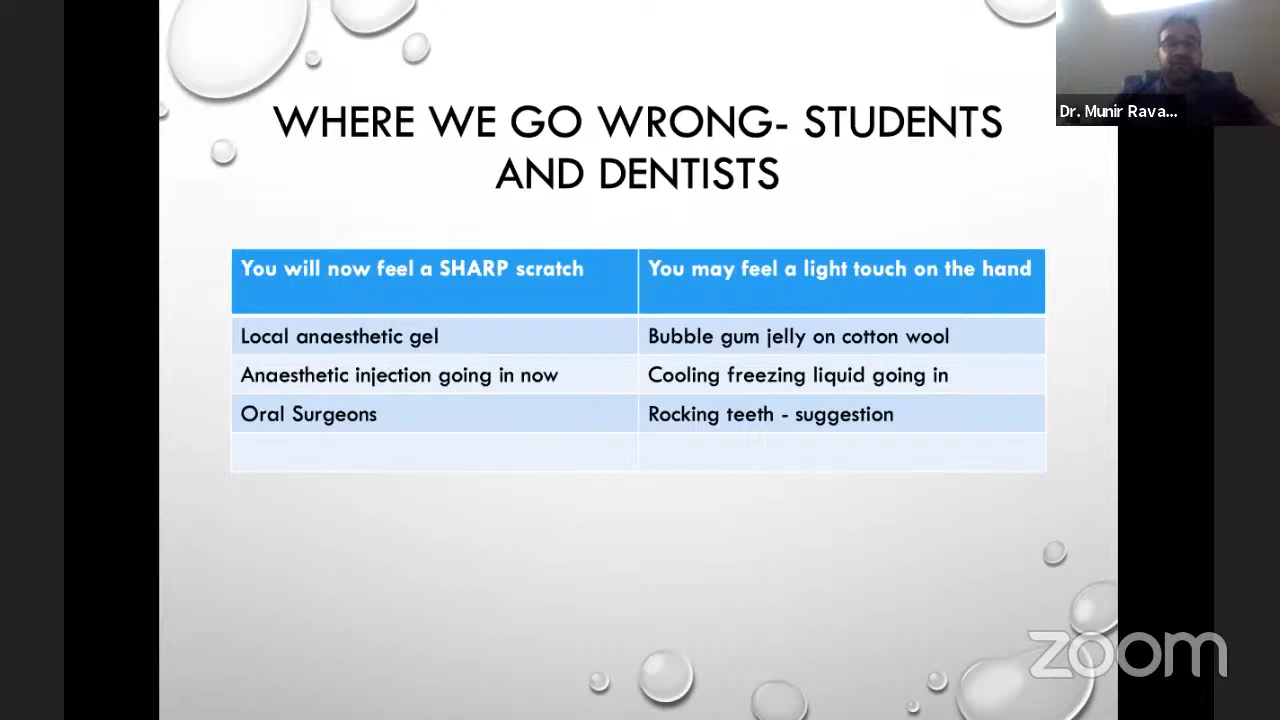 WHERE WE GO WRONG- STUDENTS
AND DENTISTS
Dr. Munir Rava...
You will now feel a SHARP scratch
You may feel a light touch on the hand
Local anaesthetic gel
Bubble gum jelly on cotton wool
Anaesthetic injection going in now
Cooling freezing liquid going in
Oral Surgeons
Rocking teeth - suggestion
zoom